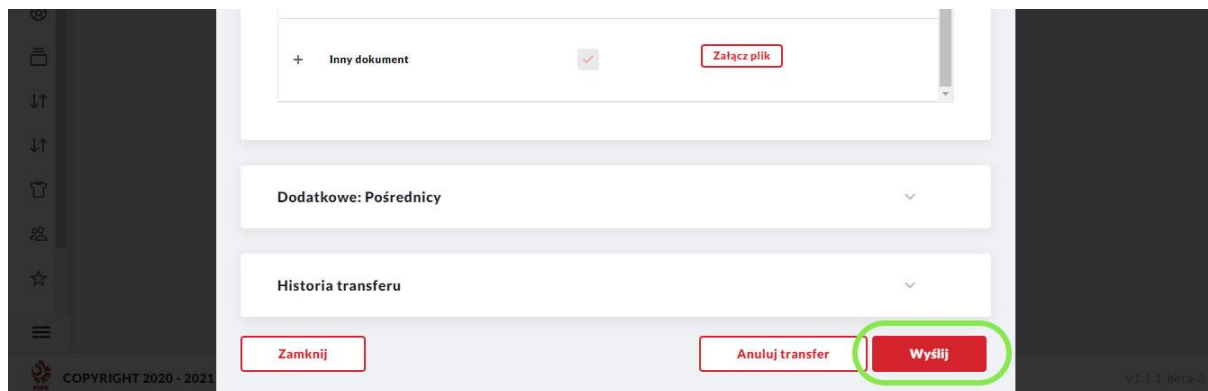 + Inny dokument Załącz plik
Dodatkowe: Pośrednicy
Historia transferu
Zamknij Anuluj transfer Wyślij
COPYRIGHT 2020 - 2021
v1.1.1-beta-3